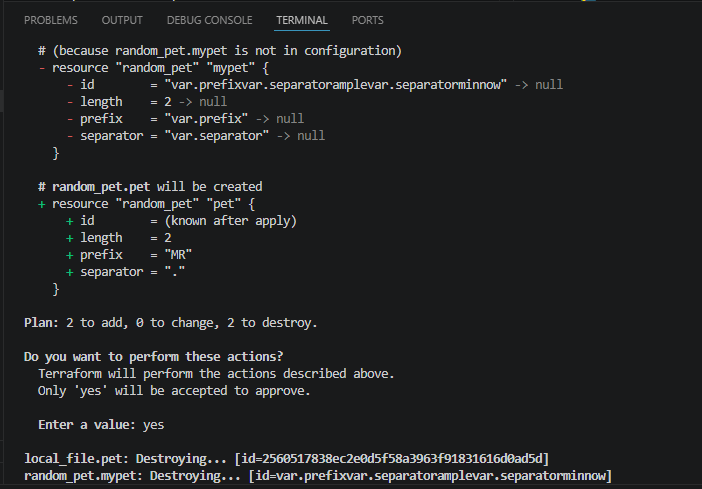 PROBLEMS OUTPUT DEBUG CONSOLE TERMINAL PORTS
# (because random_pet.mypet is not in configuration)
- resource "random_pet" "mypet" {
- id = "var.prefixvar.separatoramplevar.separatorminnow" -> null
- length = 2 -> null
- prefix = "var.prefix" -> null
- separator = "var.separator" -> null
}
# random_pet.pet will be created
+ resource "random_pet" "pet" {
+ id = (known after apply)
+ length = 2
+ prefix = "MR"
+ separator = "."
}
Plan: 2 to add, 0 to change, 2 to destroy.
Do you want to perform these actions?
Terraform will perform the actions described above.
Only 'yes' will be accepted to approve.
Enter a value: yes
local_file.pet: Destroying... [id=2560517838ec2e0d5f58a3963f91831616d0ad5d]
random_pet.mypet: Destroying... [id=var.prefixvar.separatoramplevar.separatorminnow]